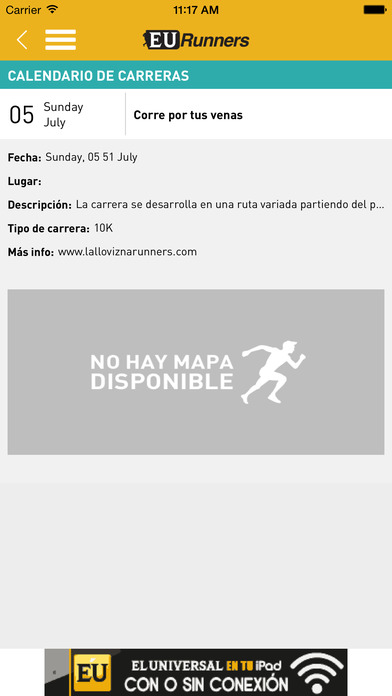 Carrier 11:17 AM
EU Runners
CALENDARIO DE CARRERAS
05 Sunday July Corre por tus venas
Fecha: Sunday, 05 51 July
Lugar:
Descripción: La carrera se desarrolla en una ruta variada partiendo del p...
Tipo de carrera: 10K
Más info: www.lalloviznarunners.com
NO HAY MAPA
DISPONIBLE
EU EL UNIVERSAL EN TU iPad
CON O SIN CONEXIÓN